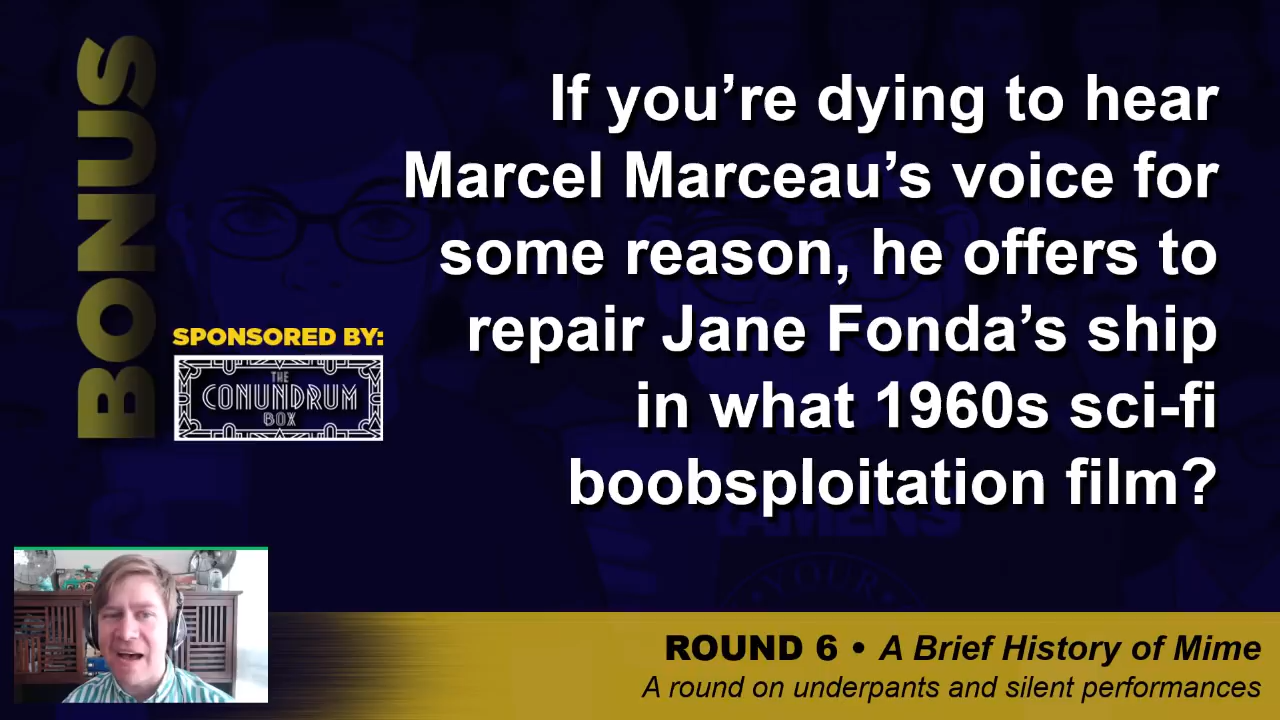 BONUS
If you’re dying to hear
Marcel Marceau’s voice for
some reason, he offers to
repair Jane Fonda’s ship
in what 1960s sci-fi
boobsploitation film?
SPONSORED BY:
THE
CONUNDRUM
BOX
YOUR
ROUND 6 • A Brief History of Mime
A round on underpants and silent performances